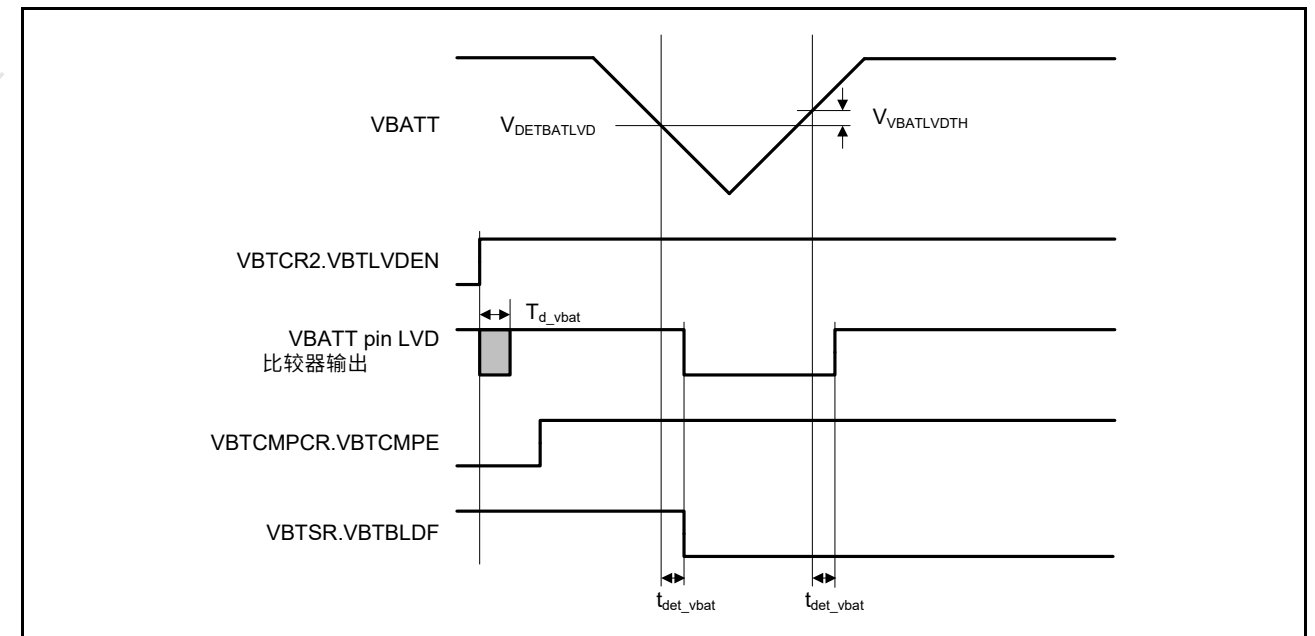 VBATT
VDETBATLVD
VVBATLVDTH
VBTCR2.VBTLVDEN
Td_vbat
VBATT pin LVD
比较器输出
VBTCMPCR.VBTCMPE
VBTSR.VBTBLDF
tdet_vbat
tdet_vbat